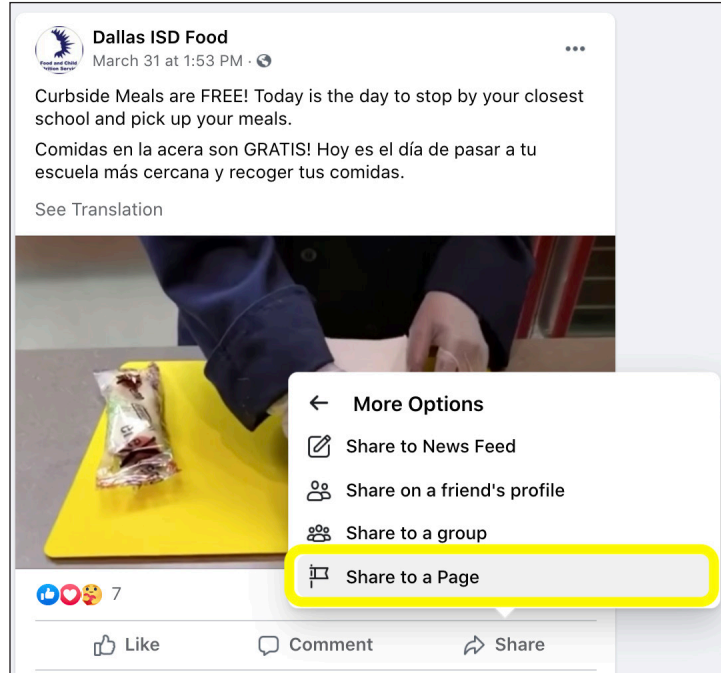 Dallas ISD Food
March 31 at 1:53 PM ·
Food and Child
Curbside Meals are FREE! Today is the day to stop by your closest
school and pick up your meals.
Comidas en la acera son GRATIS! Hoy es el día de pasar a tu
escuela más cercana y recoger tus comidas.
See Translation
More Options
Share to News Feed
Share on a friend's profile
Share to a group
Share to a Page
7
Like
Comment
Share